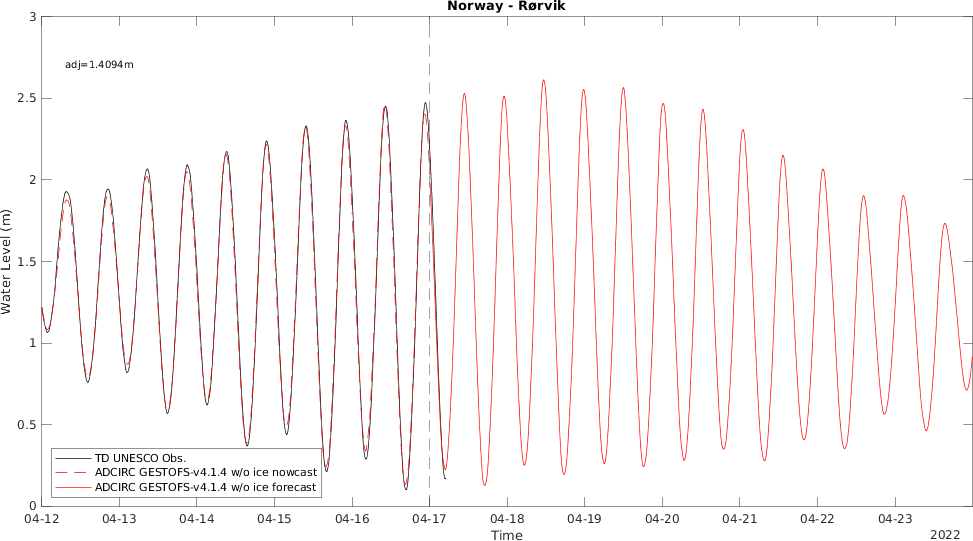 Norway - Rørvik
3
2.5
2
1.5
1
0.5
0
Water Level (m)
adj=1.4094m
TD UNESCO Obs.
ADCIRC GESTOFS-v4.1.4 w/o ice nowcast
ADCIRC GESTOFS-v4.1.4 w/o ice forecast
04-12 04-13 04-14 04-15 04-16 04-17 04-18 04-19 04-20 04-21 04-22 04-23
Time
2022